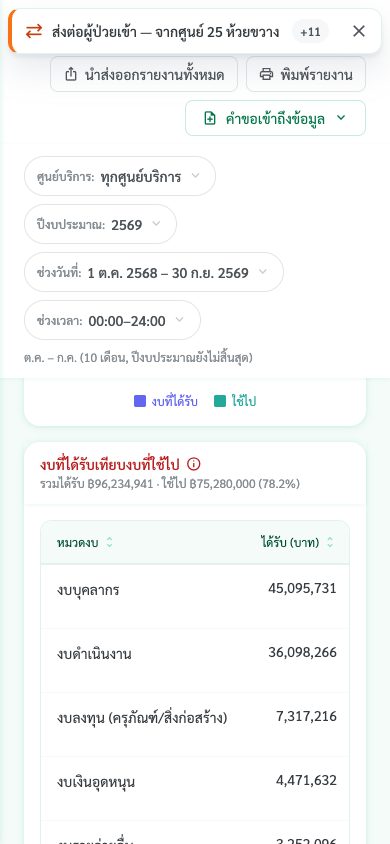 ส่งต่อผู้ป่วยเข้า — จากศูนย์ 25 ห้วยขวาง +11
นำส่งออกรายงานทั้งหมด พิมพ์รายงาน
คำขอเข้าถึงข้อมูล
ศูนย์บริการ: ทุกศูนย์บริการ
ปีงบประมาณ: 2569
ช่วงวันที่: 1 ต.ค. 2568 – 30 ก.ย. 2569
ช่วงเวลา: 00:00–24:00
ต.ค. – ก.ค. (10 เดือน, ปีงบประมาณยังไม่สิ้นสุด)
งบที่ได้รับ ใช้ไป
งบที่ได้รับเทียบงบที่ใช้ไป
รวมได้รับ ฿96,234,941 · ใช้ไป ฿75,280,000 (78.2%)
หมวดงบ ได้รับ (บาท)
งบบุคลากร 45,095,731
งบดำเนินงาน 36,098,266
งบลงทุน (ครุภัณฑ์/สิ่งก่อสร้าง) 7,317,216
งบเงินอุดหนุน 4,471,632